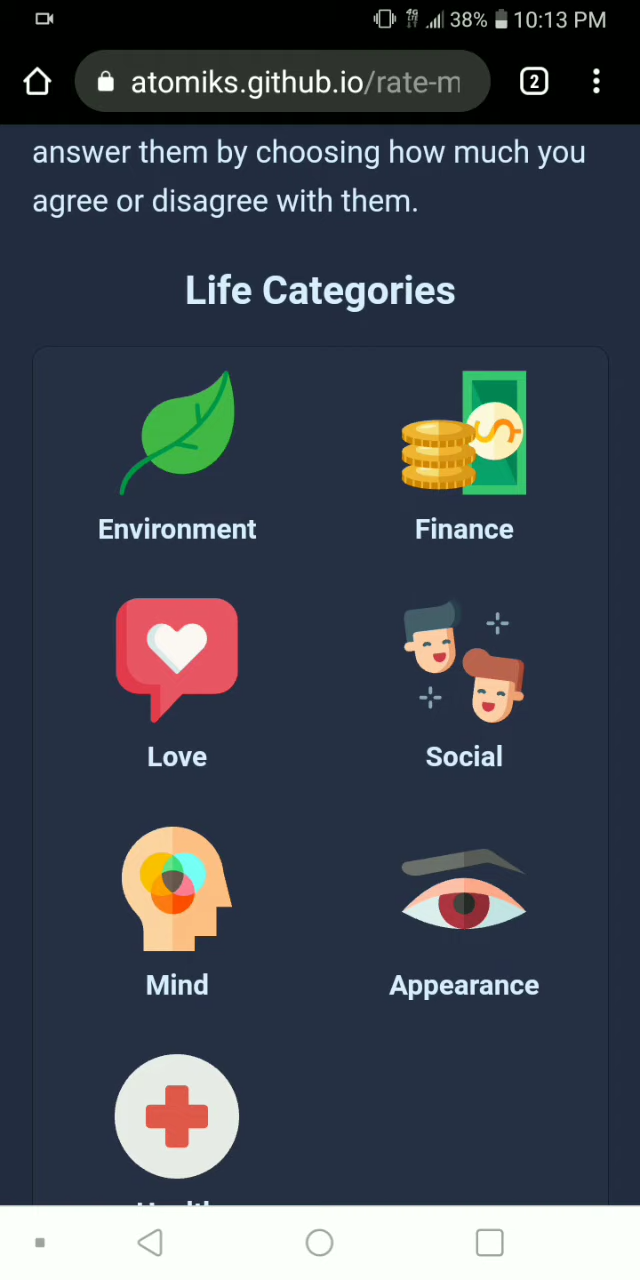 38% 10:13 PM
atomiks.github.io/rate-m
2
answer them by choosing how much you
agree or disagree with them.
Life Categories
Environment
Finance
Love
Social
Mind
Appearance